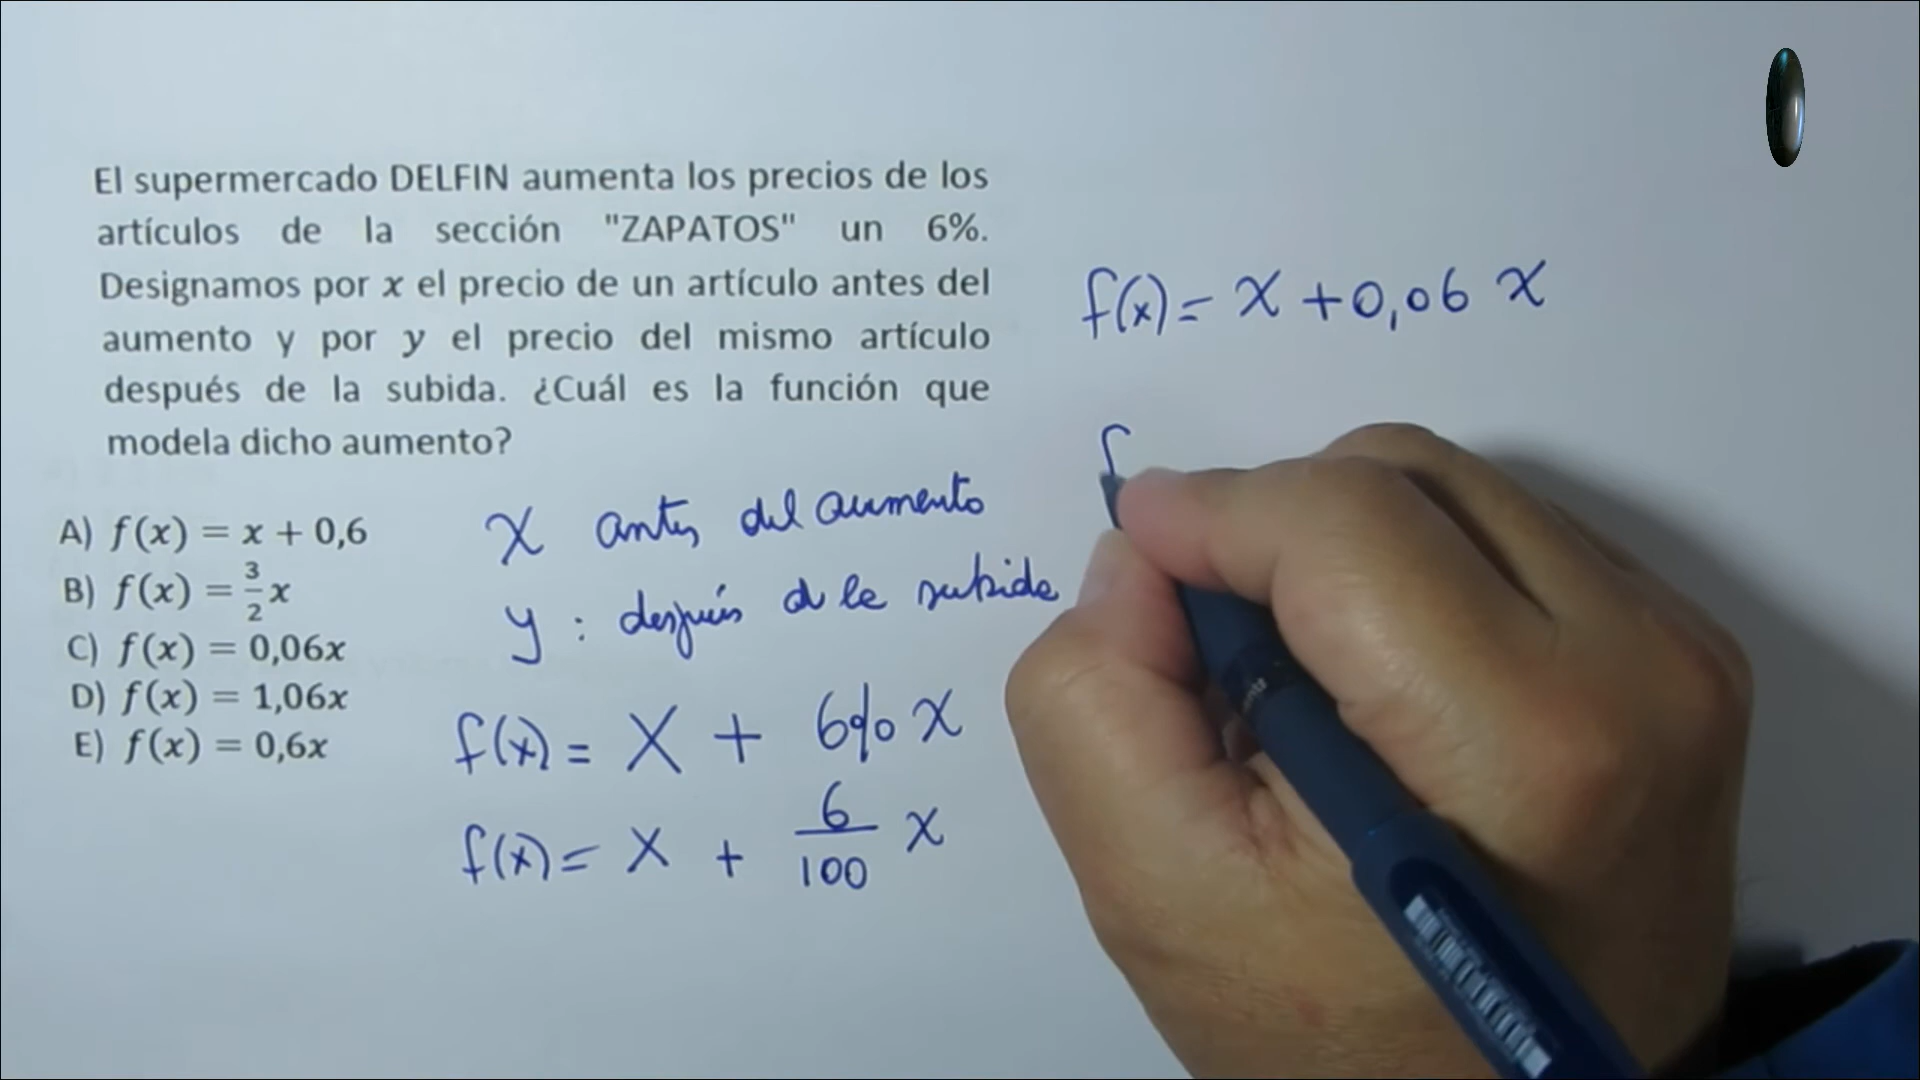 El supermercado DELFIN aumenta los precios de los
artículos de la sección "ZAPATOS" un 6%.
Designamos por x el precio de un artículo antes del
aumento y por y el precio del mismo artículo
después de la subida. ¿Cuál es la función que
modela dicho aumento?
A) f(x) = x + 0,6
B) f(x) = 3/2 x
C) f(x) = 0,06x
D) f(x) = 1,06x
E) f(x) = 0,6x
x antes del aumento
y : después de la subida
f(x) = x + 6% x
f(x) = x + 6/100 x
f(x) = x + 0,06 x
f